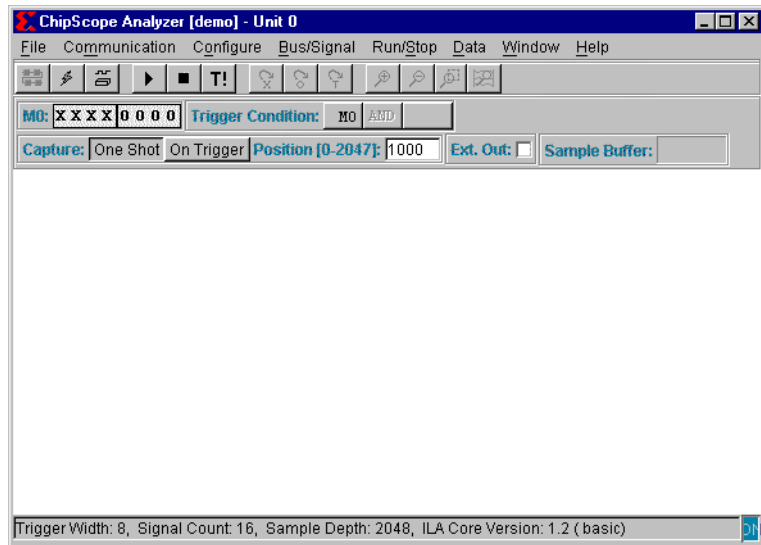 ChipScope Analyzer [demo] - Unit 0
File Communication Configure Bus/Signal Run/Stop Data Window Help
T! X O T
M0: X X X X 0 0 0 0 Trigger Condition: M0 AND
Capture: One Shot On Trigger Position [0-2047]: 1000 Ext. Out: Sample Buffer:
Trigger Width: 8, Signal Count: 16, Sample Depth: 2048, ILA Core Version: 1.2 ( basic)